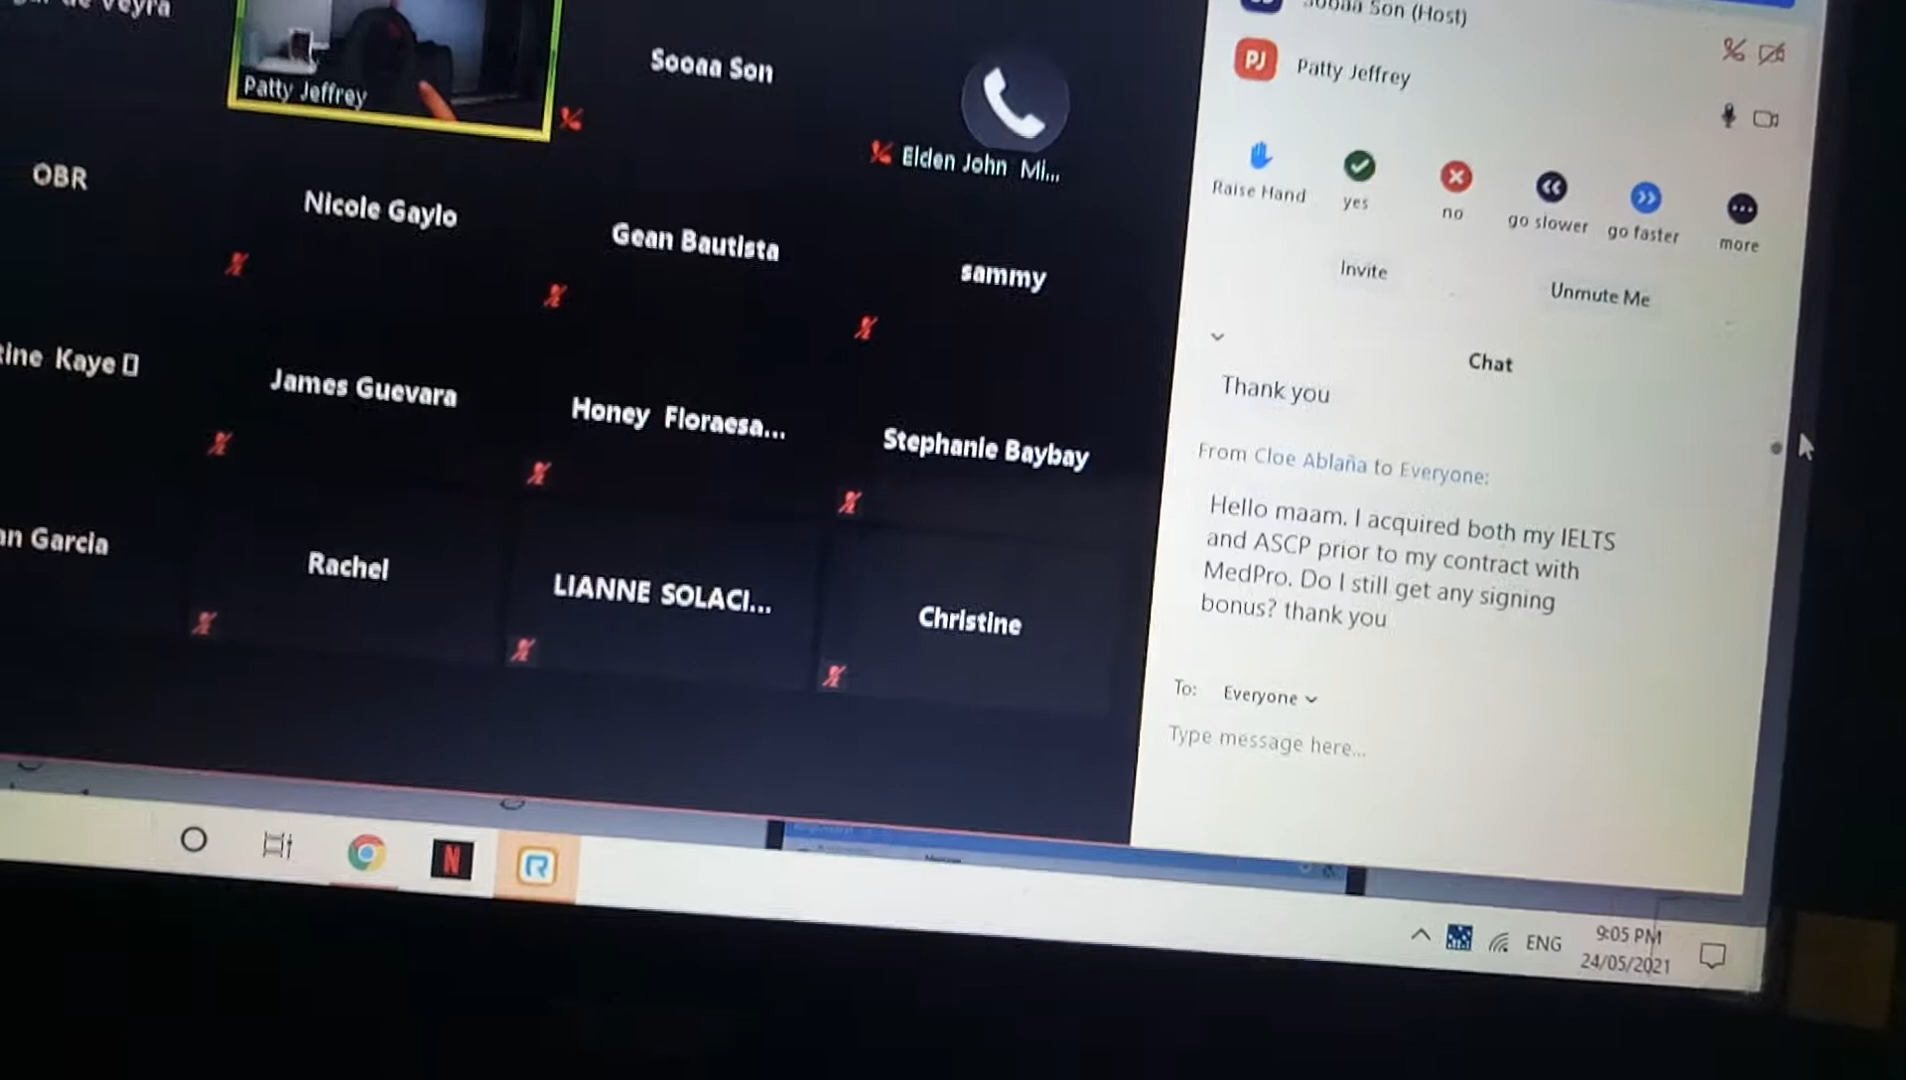 Veyra
Patty Jeffrey
Sooaa Son
Elden John Mi...
OBR
Nicole Gaylo
Gean Bautista
sammy
Kaye
James Guevara
Honey Floraesa...
Stephanie Baybay
Garcia
Rachel
LIANNE SOLACI...
Christine
Sooaa Son (Host)
PJ Patty Jeffrey
Raise Hand yes no go slower go faster more
Invite Unmute Me
Chat
Thank you
From Cloe Ablaña to Everyone:
Hello maam. I acquired both my IELTS
and ASCP prior to my contract with
MedPro. Do I still get any signing
bonus? thank you
To: Everyone
Type message here...
N
R
ENG
9:05 PM
24/05/2021